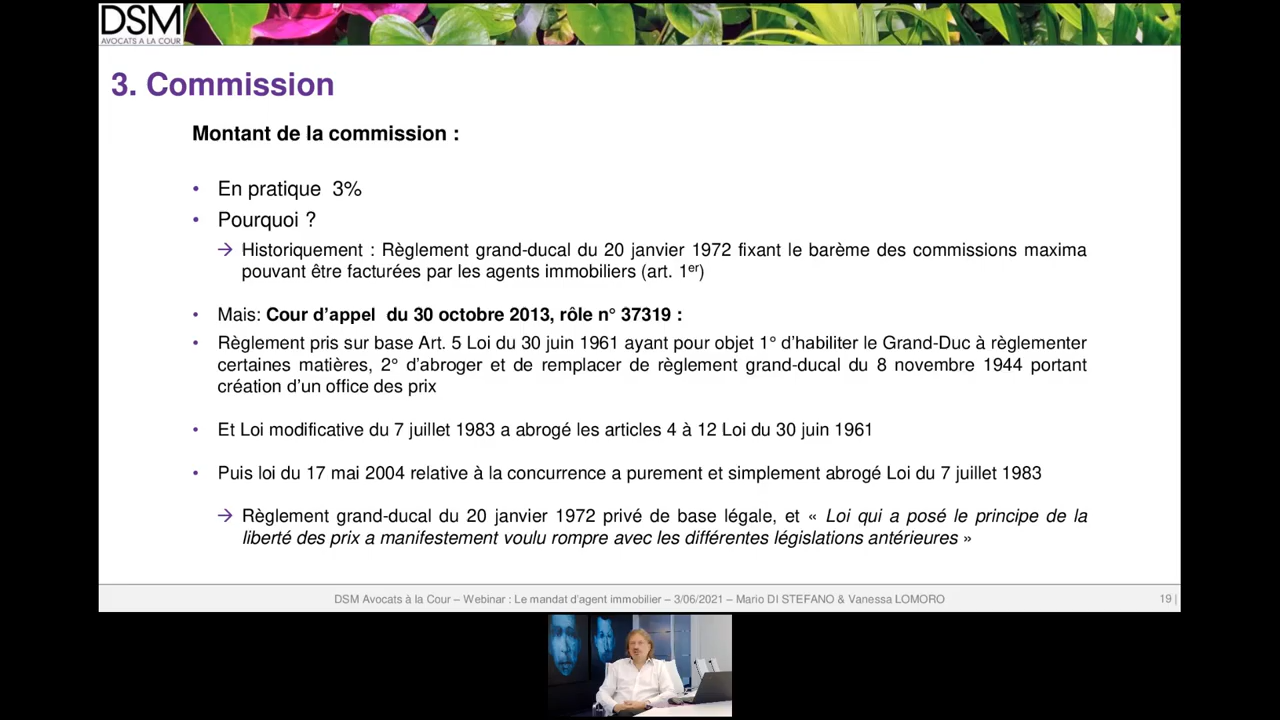 DSM
AVOCATS A LA COUR
3. Commission
Montant de la commission :
• En pratique 3%
• Pourquoi ?
→ Historiquement : Règlement grand-ducal du 20 janvier 1972 fixant le barème des commissions maxima
pouvant être facturées par les agents immobiliers (art. 1er)
• Mais: Cour d’appel du 30 octobre 2013, rôle n° 37319 :
• Règlement pris sur base Art. 5 Loi du 30 juin 1961 ayant pour objet 1° d’habiliter le Grand-Duc à règlementer
certaines matières, 2° d’abroger et de remplacer de règlement grand-ducal du 8 novembre 1944 portant
création d’un office des prix
• Et Loi modificative du 7 juillet 1983 a abrogé les articles 4 à 12 Loi du 30 juin 1961
• Puis loi du 17 mai 2004 relative à la concurrence a purement et simplement abrogé Loi du 7 juillet 1983
→ Règlement grand-ducal du 20 janvier 1972 privé de base légale, et « Loi qui a posé le principe de la
liberté des prix a manifestement voulu rompre avec les différentes législations antérieures »
DSM Avocats à la Cour – Webinar : Le mandat d’agent immobilier – 3/06/2021 – Mario DI STEFANO & Vanessa LOMORO
19 |